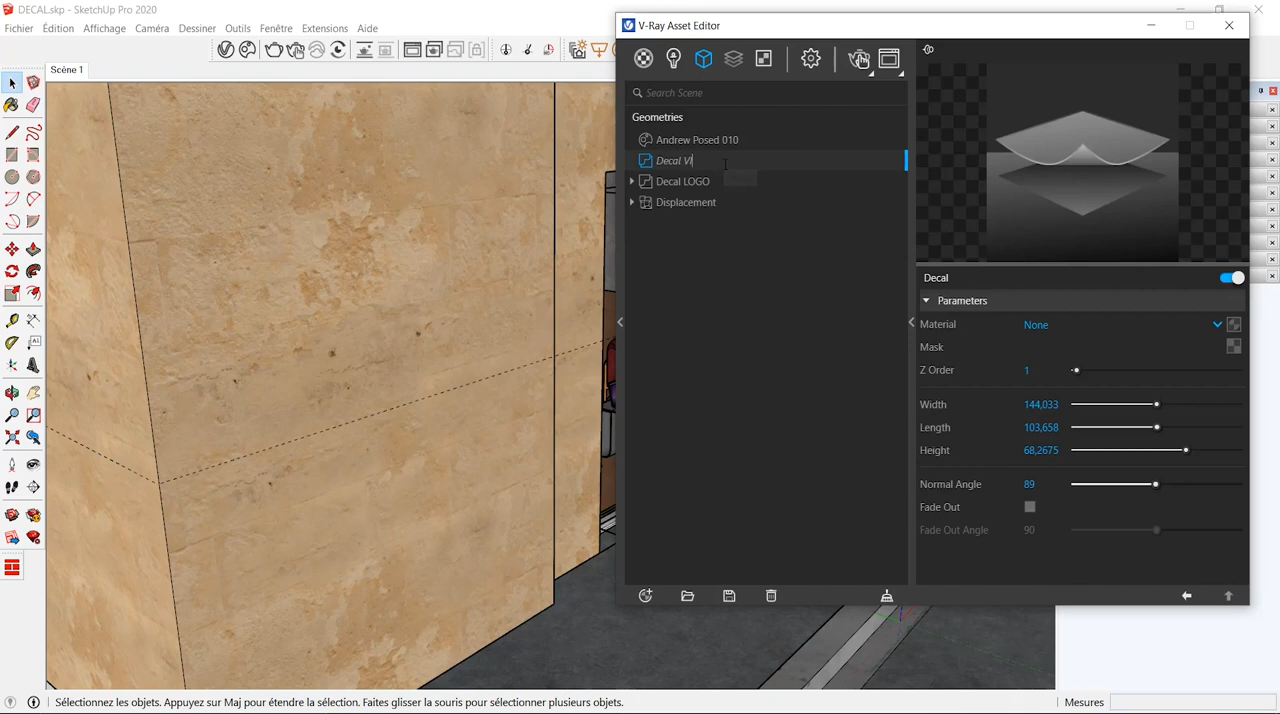 DECAL.skp - SketchUp Pro 2020
Fichier Édition Affichage Caméra Dessiner Outils Fenêtre Extensions Aide
Scène 1
V-Ray Asset Editor
Search Scene
Geometries
Andrew Posed 010
Decal VI
Decal LOGO
Displacement
Decal
Parameters
Material None
Mask
Z Order 1
Width 144,033
Length 103,658
Height 68,2675
Normal Angle 89
Fade Out
Fade Out Angle 90
Sélectionnez les objets. Appuyez sur Maj pour étendre la sélection. Faites glisser la souris pour sélectionner plusieurs objets. Mesures